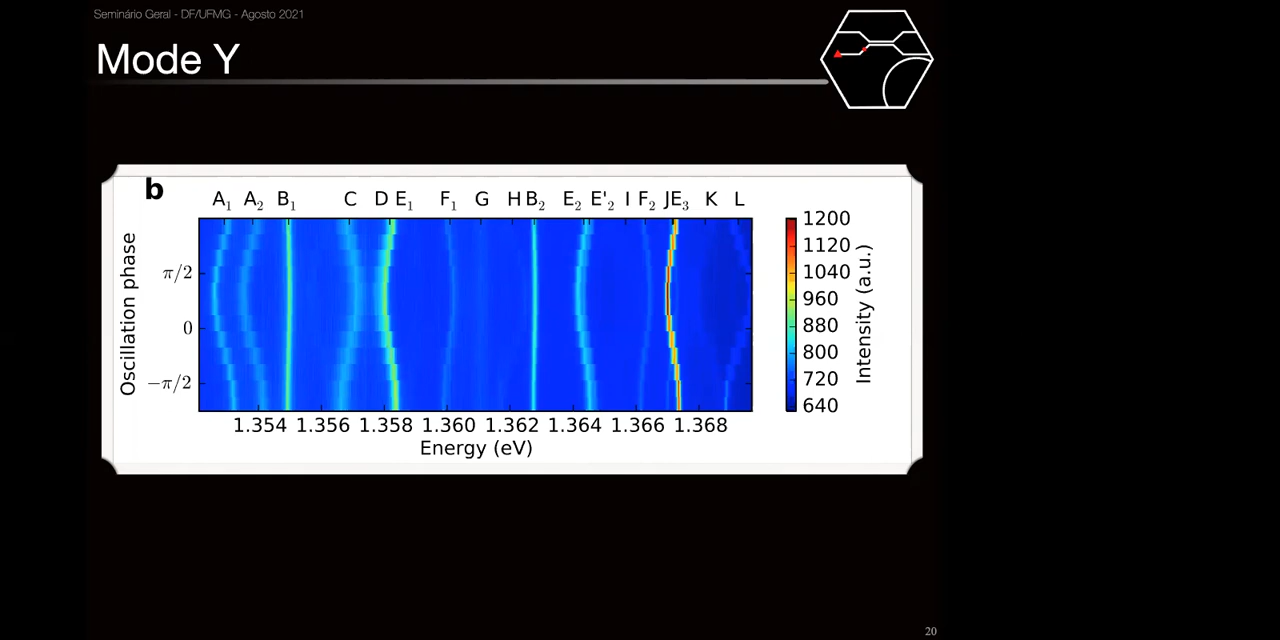 Seminário Geral - DF/UFMG - Agosto 2021
Mode Y
b
A₁ A₂ B₁ C D E₁ F₁ G H B₂ E₂ E'₂ I F₂ J E₃ K L
Oscillation phase
π/2
0
−π/2
1.354 1.356 1.358 1.360 1.362 1.364 1.366 1.368
Energy (eV)
1200
1120
1040
960
880
800
720
640
Intensity (a.u.)
20